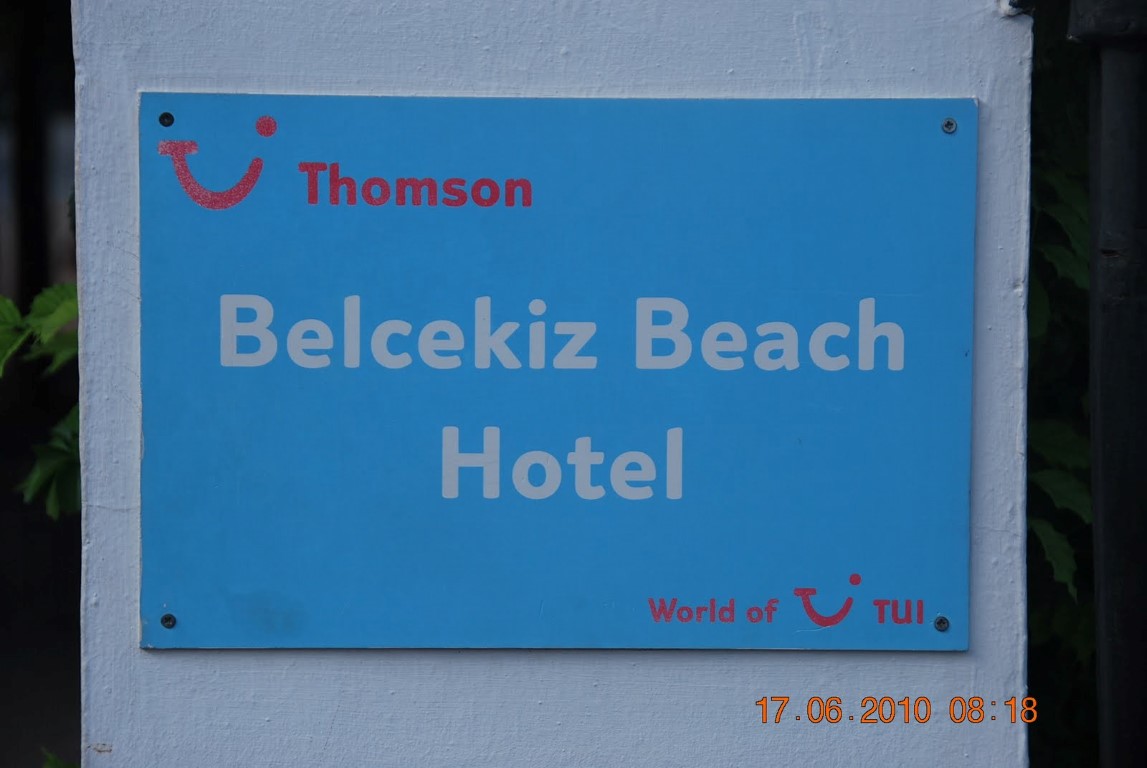 Thomson
Belcekiz Beach
Hotel
World of TUI
17.06.2010 08:18